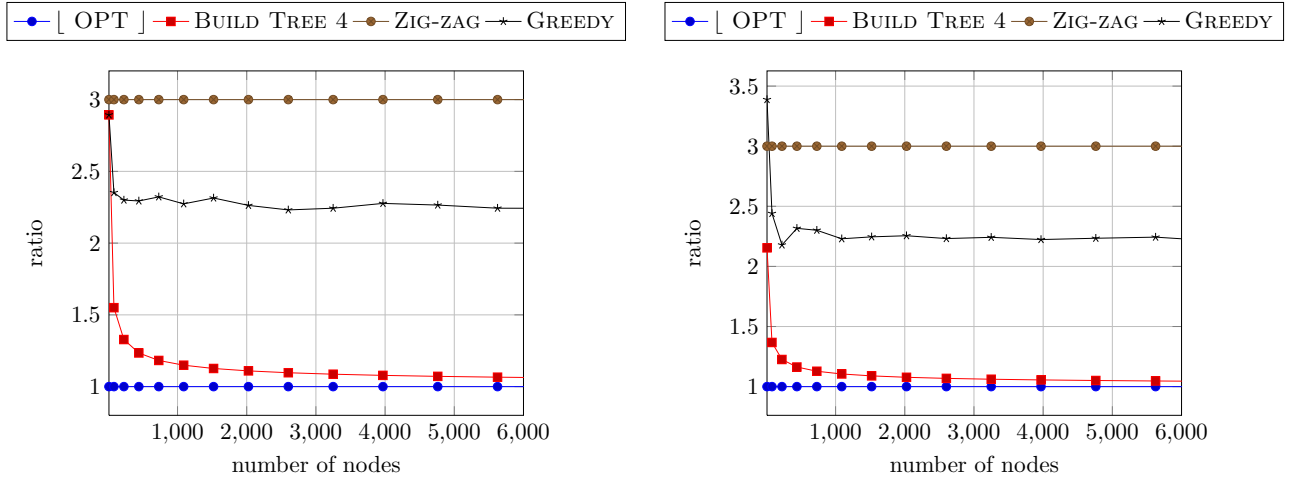 ⌊ OPT ⌋ BUILD TREE 4 ZIG-ZAG GREEDY
3
2.5
2
1.5
1
ratio
1,000 2,000 3,000 4,000 5,000 6,000
number of nodes
⌊ OPT ⌋ BUILD TREE 4 ZIG-ZAG GREEDY
3.5
3
2.5
2
1.5
1
ratio
1,000 2,000 3,000 4,000 5,000 6,000
number of nodes